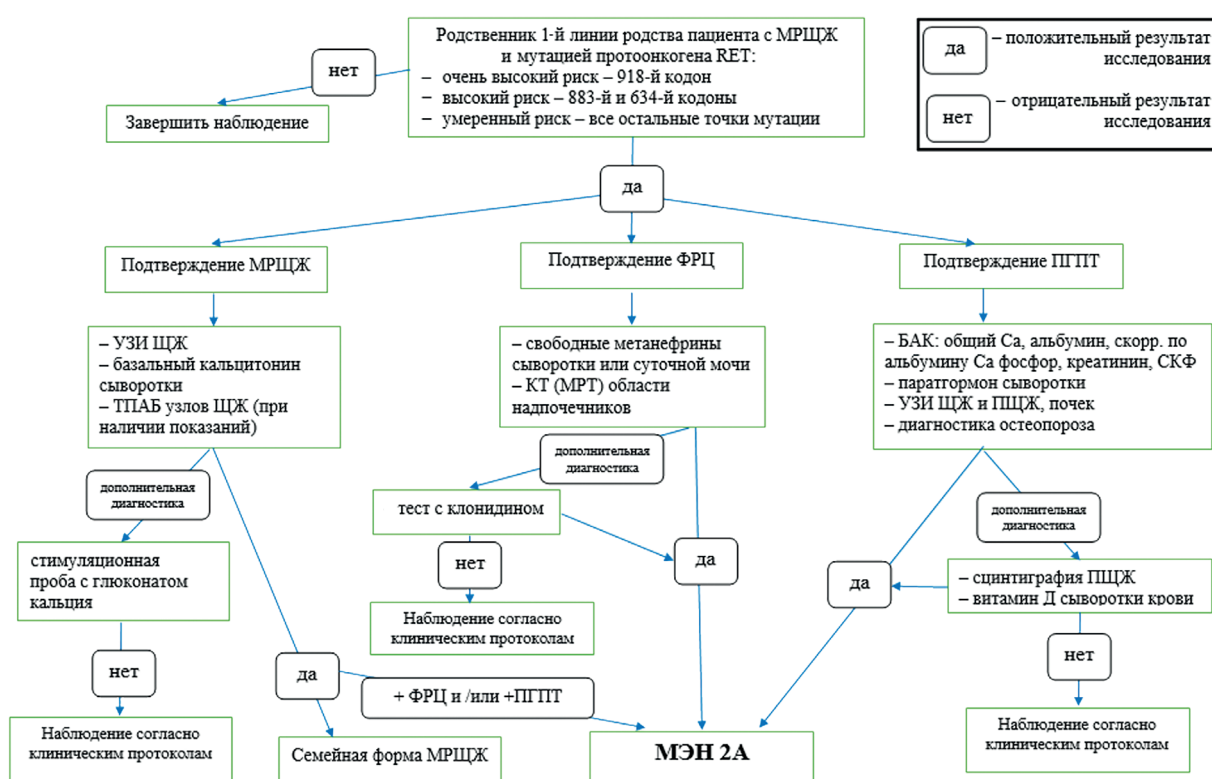 Родственник 1-й линии родства пациента с МРЩЖ
и мутацией протоонкогена RET:
– очень высокий риск – 918-й кодон
– высокий риск – 883-й и 634-й кодоны
– умеренный риск – все остальные точки мутации
да
– положительный результат
исследования
нет
– отрицательный результат
исследования
нет
Завершить наблюдение
да
Подтверждение МРЩЖ
Подтверждение ФРЦ
Подтверждение ПГПТ
– УЗИ ЩЖ
– базальный кальцитонин
сыворотки
– ТПАБ узлов ЩЖ (при
наличии показаний)
– свободные метанефрины
сыворотки или суточной мочи
– КТ (МРТ) области
надпочечников
– БАК: общий Са, альбумин, скорр. по
альбумину Са фосфор, креатинин, СКФ
– паратгормон сыворотки
– УЗИ ЩЖ и ПЩЖ, почек
– диагностика остеопороза
дополнительная
диагностика
дополнительная
диагностика
дополнительная
диагностика
стимуляционная
проба с глюконатом
кальция
тест с клонидином
– сцинтиграфия ПЩЖ
– витамин Д сыворотки крови
нет
да
да
Наблюдение согласно
клиническим протоколам
нет
да
+ ФРЦ и /или +ПГПТ
нет
Наблюдение согласно
клиническим протоколам
Семейная форма МРЩЖ
МЭН 2А
Наблюдение согласно
клиническим протоколам